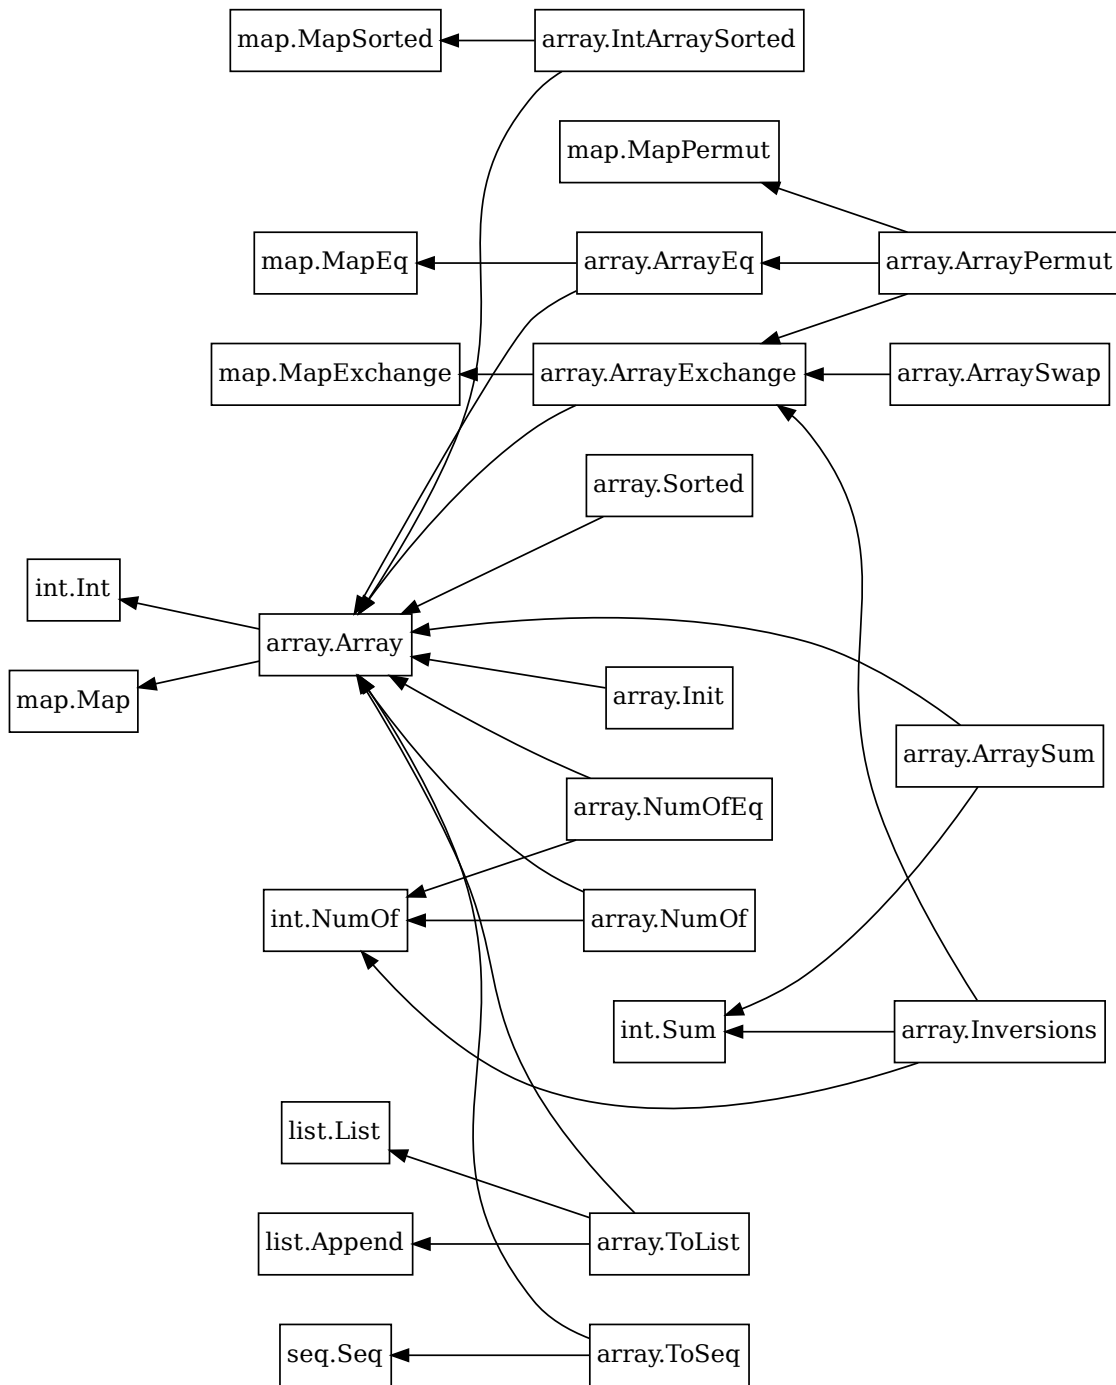 map.MapSorted
array.IntArraySorted
map.MapPermut
map.MapEq
array.ArrayEq
array.ArrayPermut
map.MapExchange
array.ArrayExchange
array.ArraySwap
array.Sorted
int.Int
array.Array
map.Map
array.Init
array.ArraySum
array.NumOfEq
int.NumOf
array.NumOf
int.Sum
array.Inversions
list.List
list.Append
array.ToList
seq.Seq
array.ToSeq